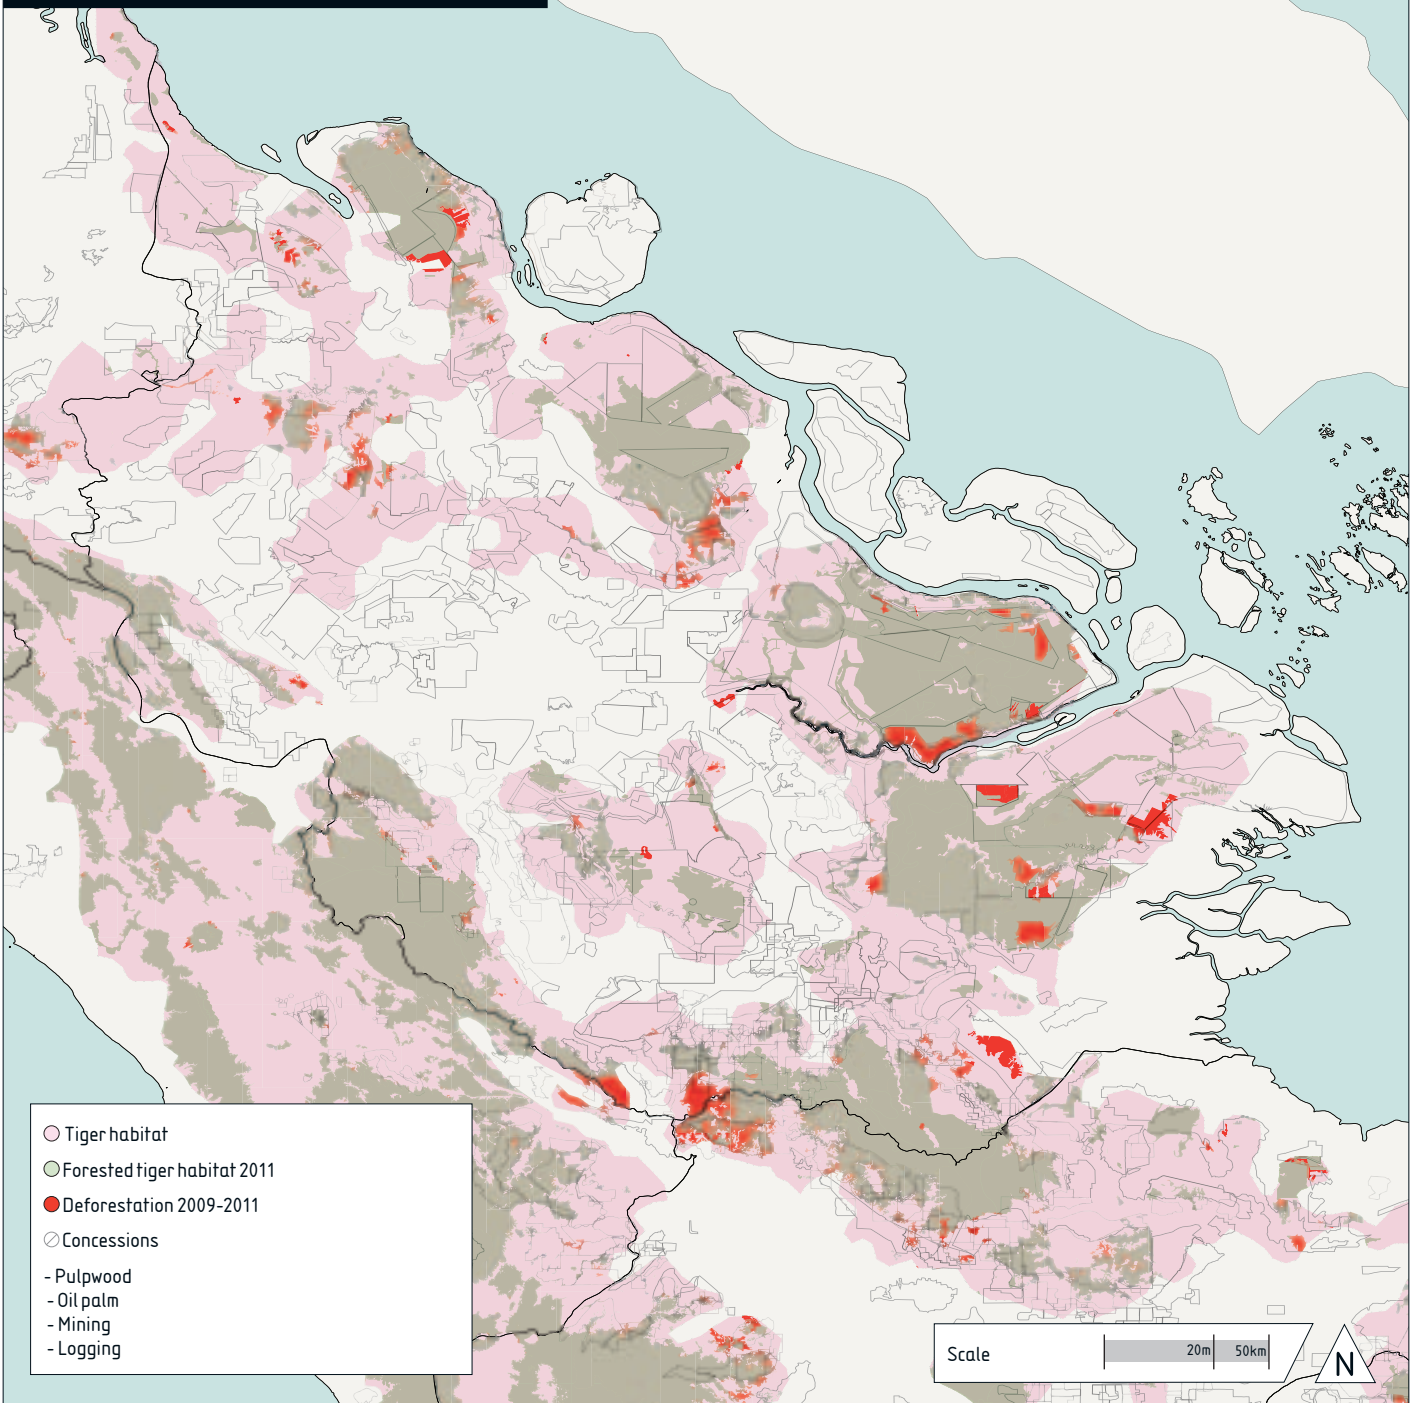 Tiger habitat
Forested tiger habitat 2011
Deforestation 2009-2011
Concessions
- Pulpwood
- Oil palm
- Mining
- Logging
Scale
20m
50km
N